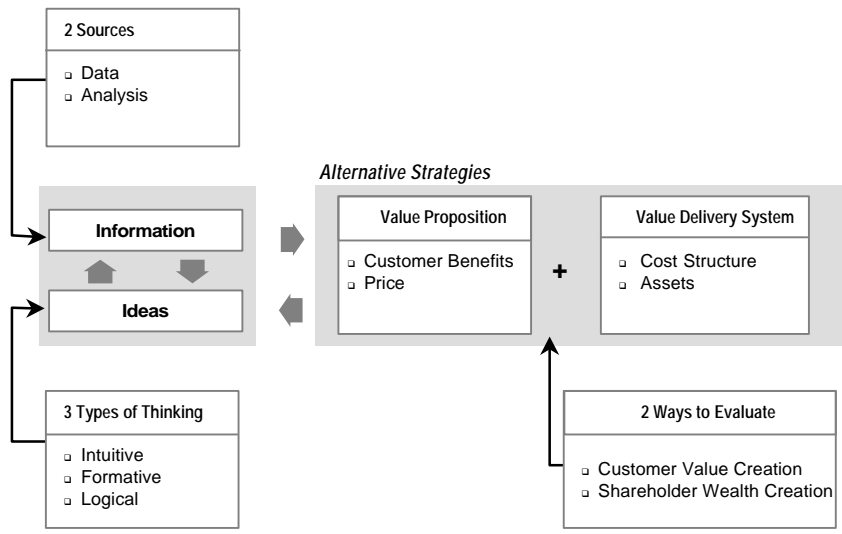 2 Sources
Data
Analysis
Alternative Strategies
Information
Ideas
Value Proposition
Customer Benefits
Price
+
Value Delivery System
Cost Structure
Assets
3 Types of Thinking
Intuitive
Formative
Logical
2 Ways to Evaluate
Customer Value Creation
Shareholder Wealth Creation